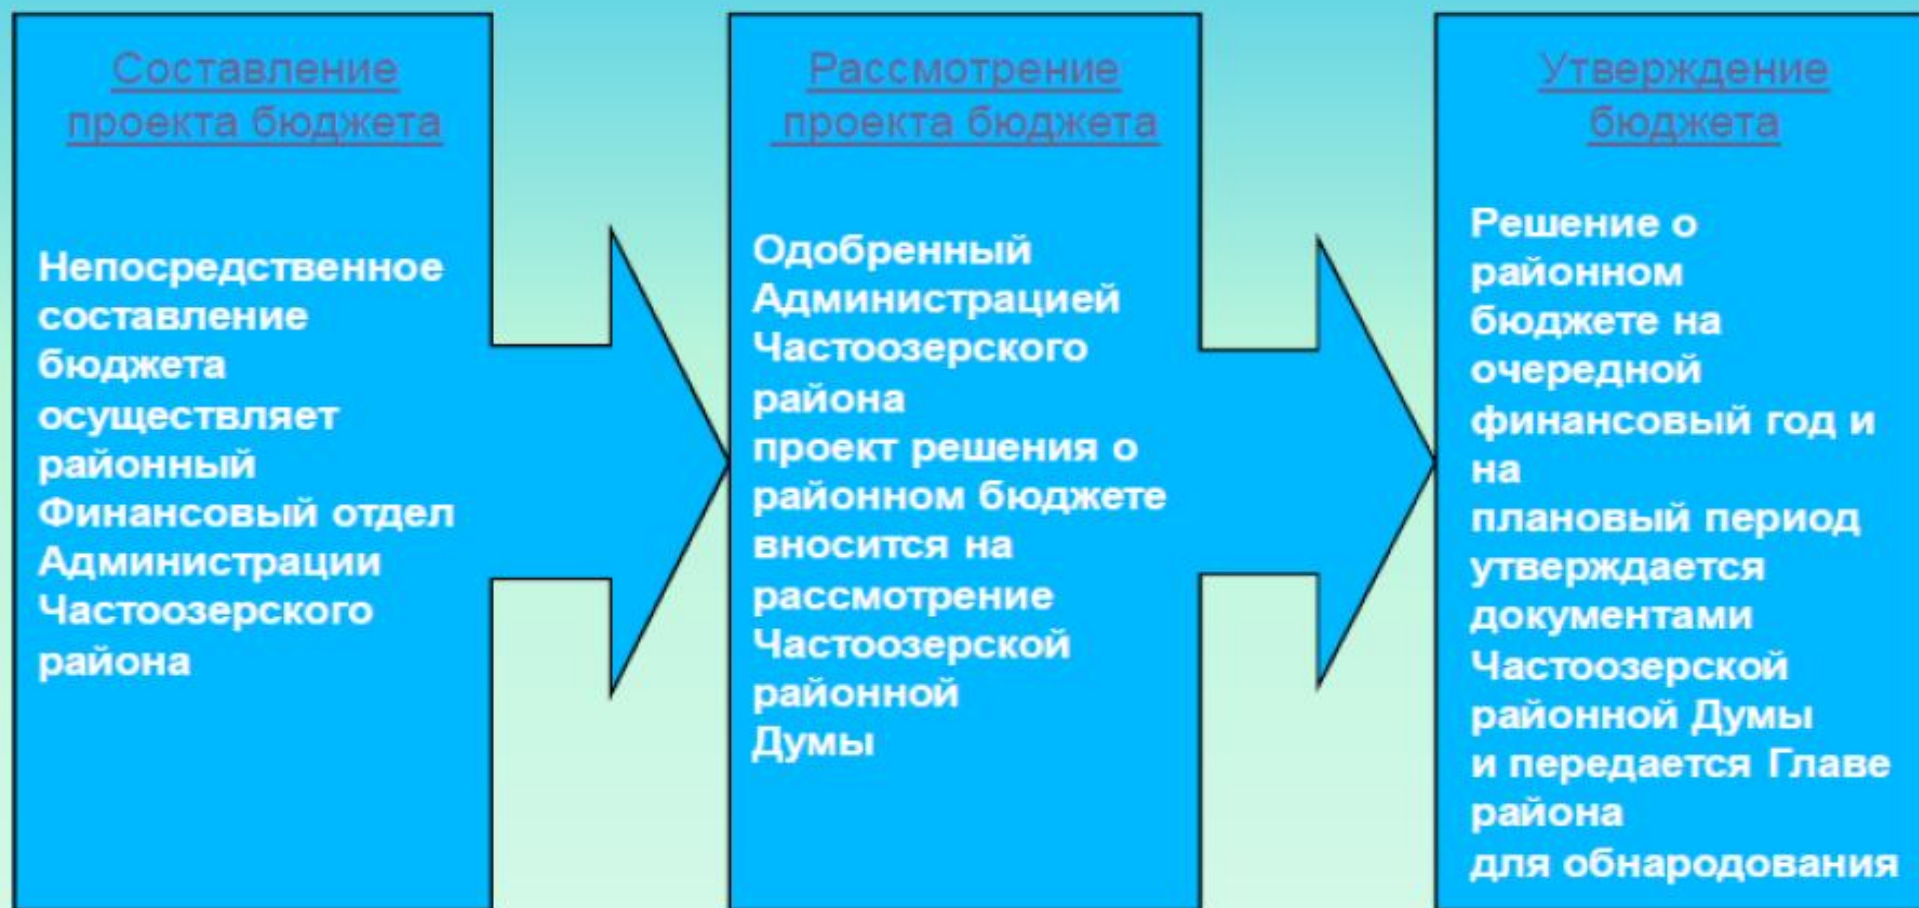 Составление
проекта бюджета
Непосредственное
составление
бюджета
осуществляет
районный
Финансовый отдел
Администрации
Частоозерского
района
Рассмотрение
проекта бюджета
Одобренный
Администрацией
Частоозерского
района
проект решения о
районном бюджете
вносится на
рассмотрение
Частоозерской
районной
Думы
Утверждение
бюджета
Решение о
районном
бюджете на
очередной
финансовый год и
на
плановый период
утверждается
документами
Частоозерской
районной Думы
и передается Главе
района
для обнародования